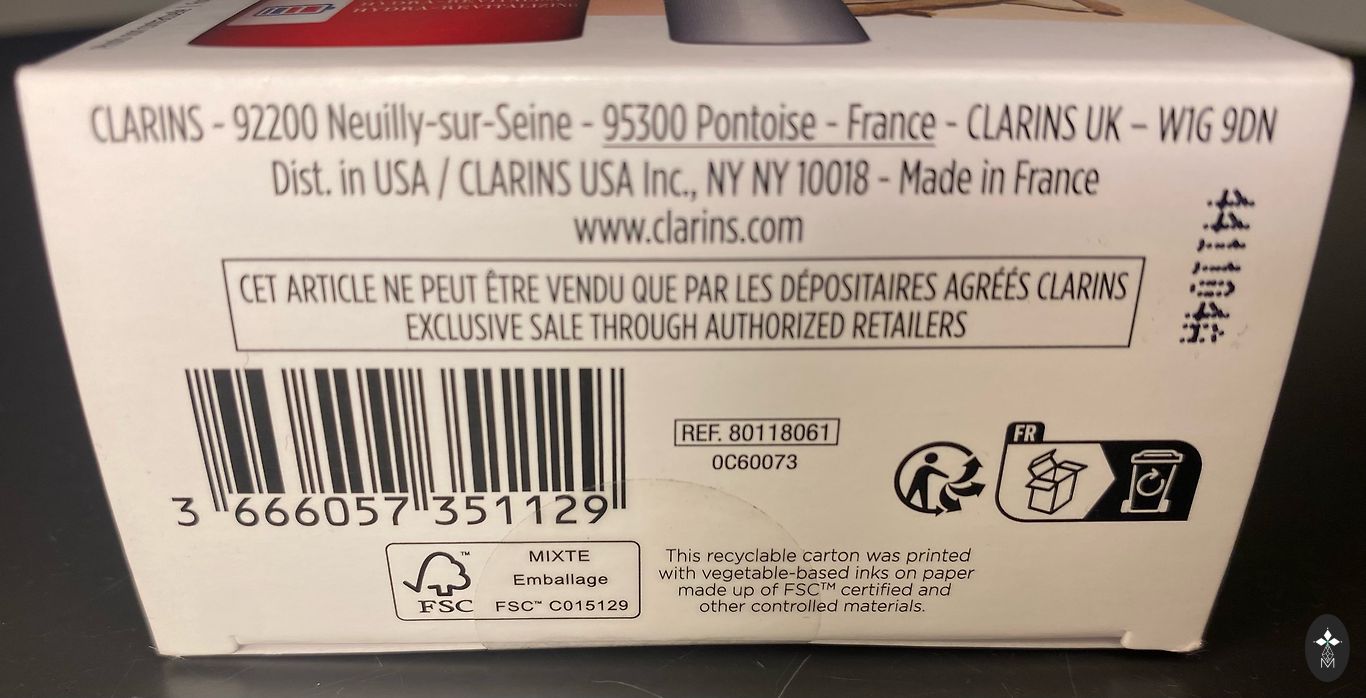 HYDRA-REVITALIZING
CLARINS - 92200 Neuilly-sur-Seine - 95300 Pontoise - France - CLARINS UK – W1G 9DN
Dist. in USA / CLARINS USA Inc., NY NY 10018 - Made in France
www.clarins.com
CET ARTICLE NE PEUT ÊTRE VENDU QUE PAR LES DÉPOSITAIRES AGRÉÉS CLARINS
EXCLUSIVE SALE THROUGH AUTHORIZED RETAILERS
REF. 80118061
0C60073
FR
3 666057 351129
FSC
MIXTE
Emballage
FSC™ C015129
This recyclable carton was printed
with vegetable-based inks on paper
made up of FSC™ certified and
other controlled materials.
M